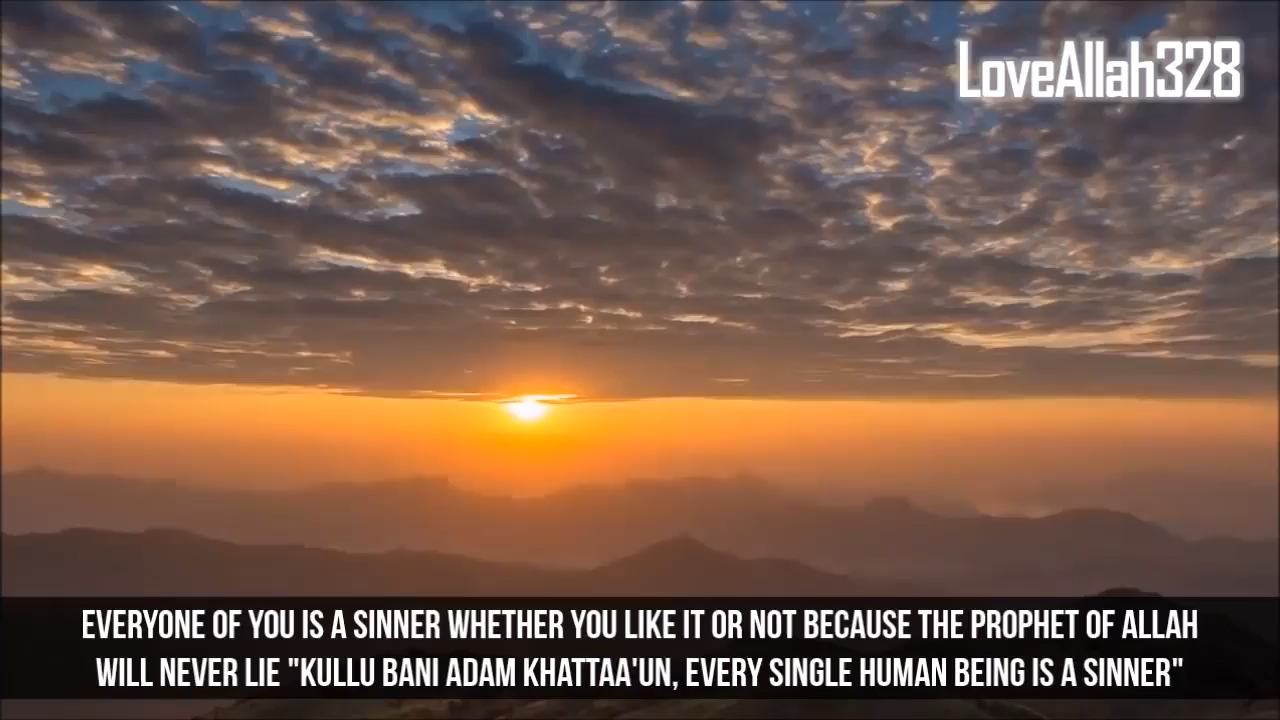 LoveAllah328
EVERYONE OF YOU IS A SINNER WHETHER YOU LIKE IT OR NOT BECAUSE THE PROPHET OF ALLAH
WILL NEVER LIE "KULLU BANI ADAM KHATTAA'UN, EVERY SINGLE HUMAN BEING IS A SINNER"